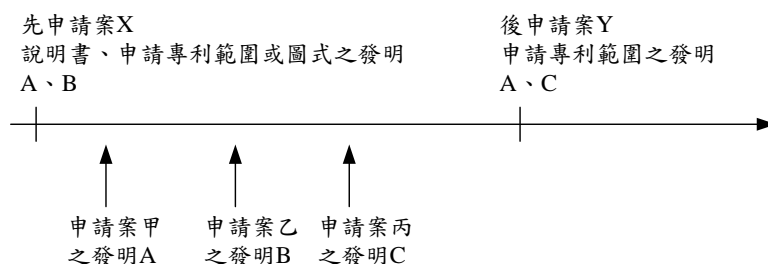 先申請案X
說明書、申請專利範圍或圖式之發明
A、B
後申請案Y
申請專利範圍之發明
A、C
申請案甲
之發明A
申請案乙
之發明B
申請案丙
之發明C